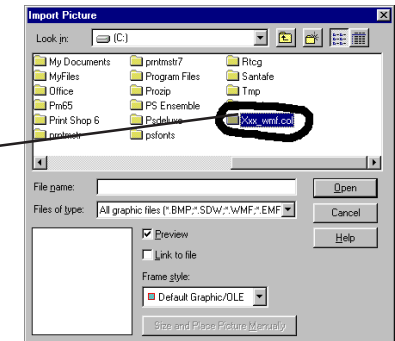 Import Picture
Look in: (C:)
My Documents prntmstr7 Rtcg
MyFiles Program Files Santafe
Office Prozip Tmp
Pm65 PS Ensemble
Print Shop 6 Psdeluxe Xxx_wmf.col
prntmstr psfonts
File name: Open
Files of type: All graphic files (*.BMP;*.SDW;*.WMF;*.EMF Cancel
Preview Help
Link to file
Frame style:
Default Graphic/OLE
Size and Place Picture Manually